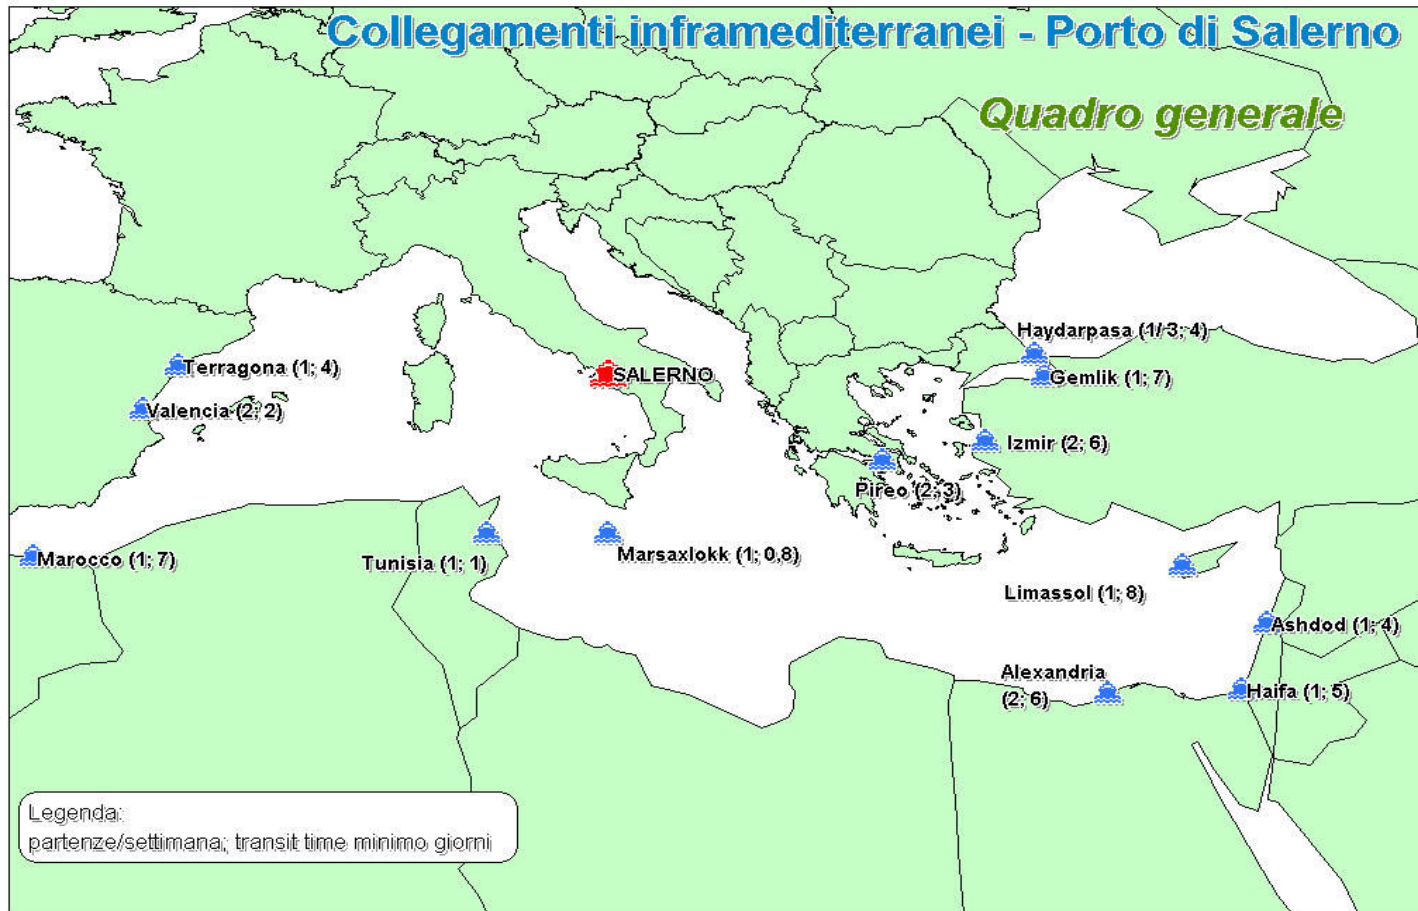 Collegamenti inframediterranei - Porto di Salerno
Quadro generale
Haydarpasa (1/ 3; 4)
Terragona (1; 4)
SALERNO
Gemlik (1; 7)
Valencia (2; 2)
Izmir (2; 6)
Pireo (2; 3)
Marocco (1; 7)
Tunisia (1; 1)
Marsaxlokk (1; 0,8)
Limassol (1; 8)
Ashdod (1; 4)
Alexandria
(2; 6)
Haifa (1; 5)
Legenda:
partenze/settimana; transit time minimo giorni